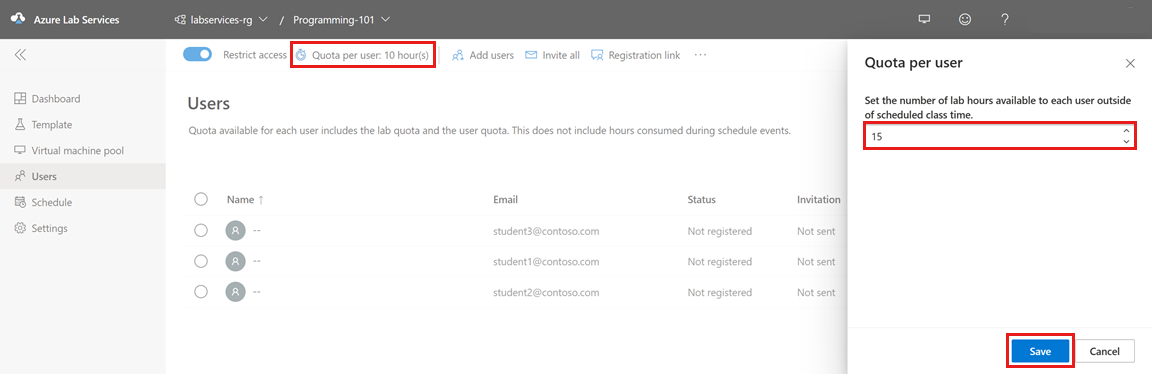 Azure Lab Services
labservices-rg / Programming-101
Restrict access Quota per user: 10 hour(s) Add users Invite all Registration link ···
Dashboard
Template
Virtual machine pool
Users
Schedule
Settings
Users
Quota available for each user includes the lab quota and the user quota. This does not include hours consumed during schedule events.
Name ↑ Email Status Invitation
-- student3@contoso.com Not registered Not sent
-- student1@contoso.com Not registered Not sent
-- student2@contoso.com Not registered Not sent
Quota per user
Set the number of lab hours available to each user outside
of scheduled class time.
15
Save Cancel